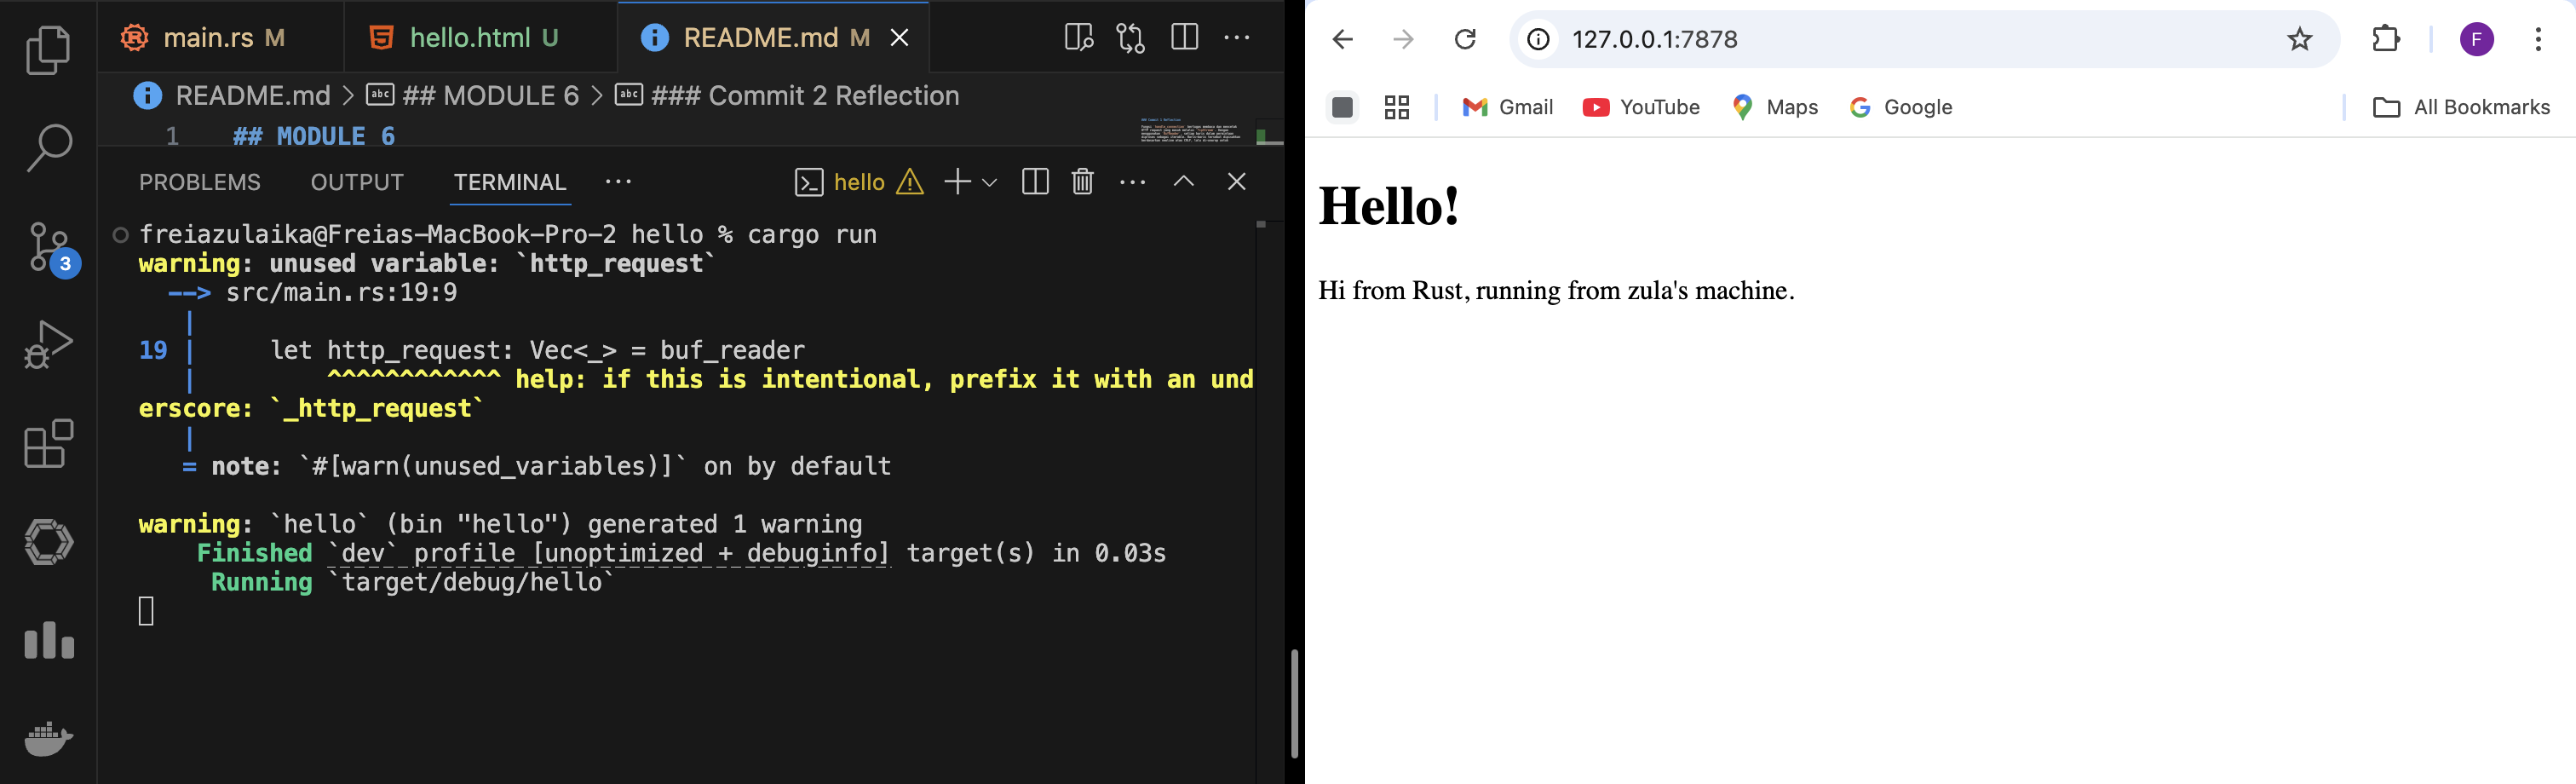 main.rs M
hello.html U
README.md M
README.md > ## MODULE 6 > ### Commit 2 Reflection
1 ## MODULE 6
PROBLEMS OUTPUT TERMINAL ... hello
freiazulaika@Freias-MacBook-Pro-2 hello % cargo run
warning: unused variable: `http_request`
  --> src/main.rs:19:9
   |
19 |     let http_request: Vec<_> = buf_reader
   |         ^^^^^^^^^^^^ help: if this is intentional, prefix it with an und
erscore: `_http_request`
   |
   = note: `#[warn(unused_variables)]` on by default
warning: `hello` (bin "hello") generated 1 warning
    Finished `dev` profile [unoptimized + debuginfo] target(s) in 0.03s
     Running `target/debug/hello`
3
127.0.0.1:7878
F
Gmail YouTube Maps Google All Bookmarks
Hello!
Hi from Rust, running from zula's machine.